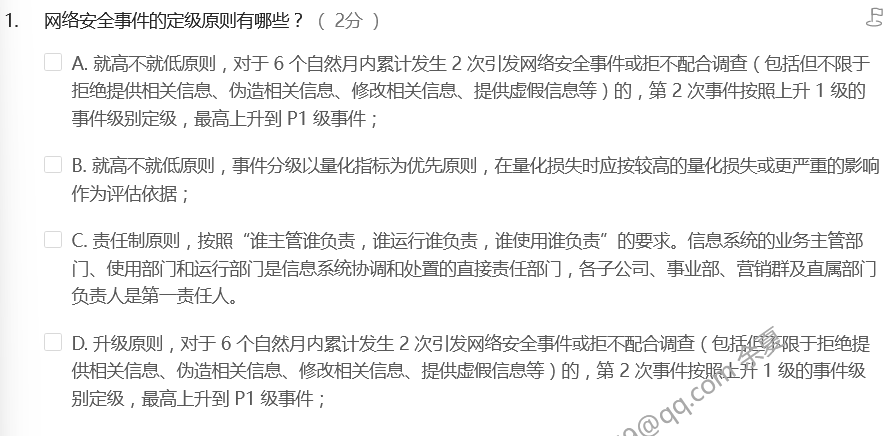 1. 网络安全事件的定级原则有哪些？（ 2分 ）
A. 就高不就低原则，对于 6 个自然月内累计发生 2 次引发网络安全事件或拒不配合调查（包括但不限于
拒绝提供相关信息、伪造相关信息、修改相关信息、提供虚假信息等）的，第 2 次事件按照上升 1 级的
事件级别定级，最高上升到 P1 级事件；
B. 就高不就低原则，事件分级以量化指标为优先原则，在量化损失时应按较高的量化损失或更严重的影响
作为评估依据；
C. 责任制原则，按照“谁主管谁负责，谁运行谁负责，谁使用谁负责”的要求。信息系统的业务主管部
门、使用部门和运行部门是信息系统协调和处置的直接责任部门，各子公司、事业部、营销群及直属部门
负责人是第一责任人。
D. 升级原则，对于 6 个自然月内累计发生 2 次引发网络安全事件或拒不配合调查（包括但不限于拒绝提
供相关信息、伪造相关信息、修改相关信息、提供虚假信息等）的，第 2 次事件按照上升 1 级的事件级
别定级，最高上升到 P1 级事件；
@qq.com